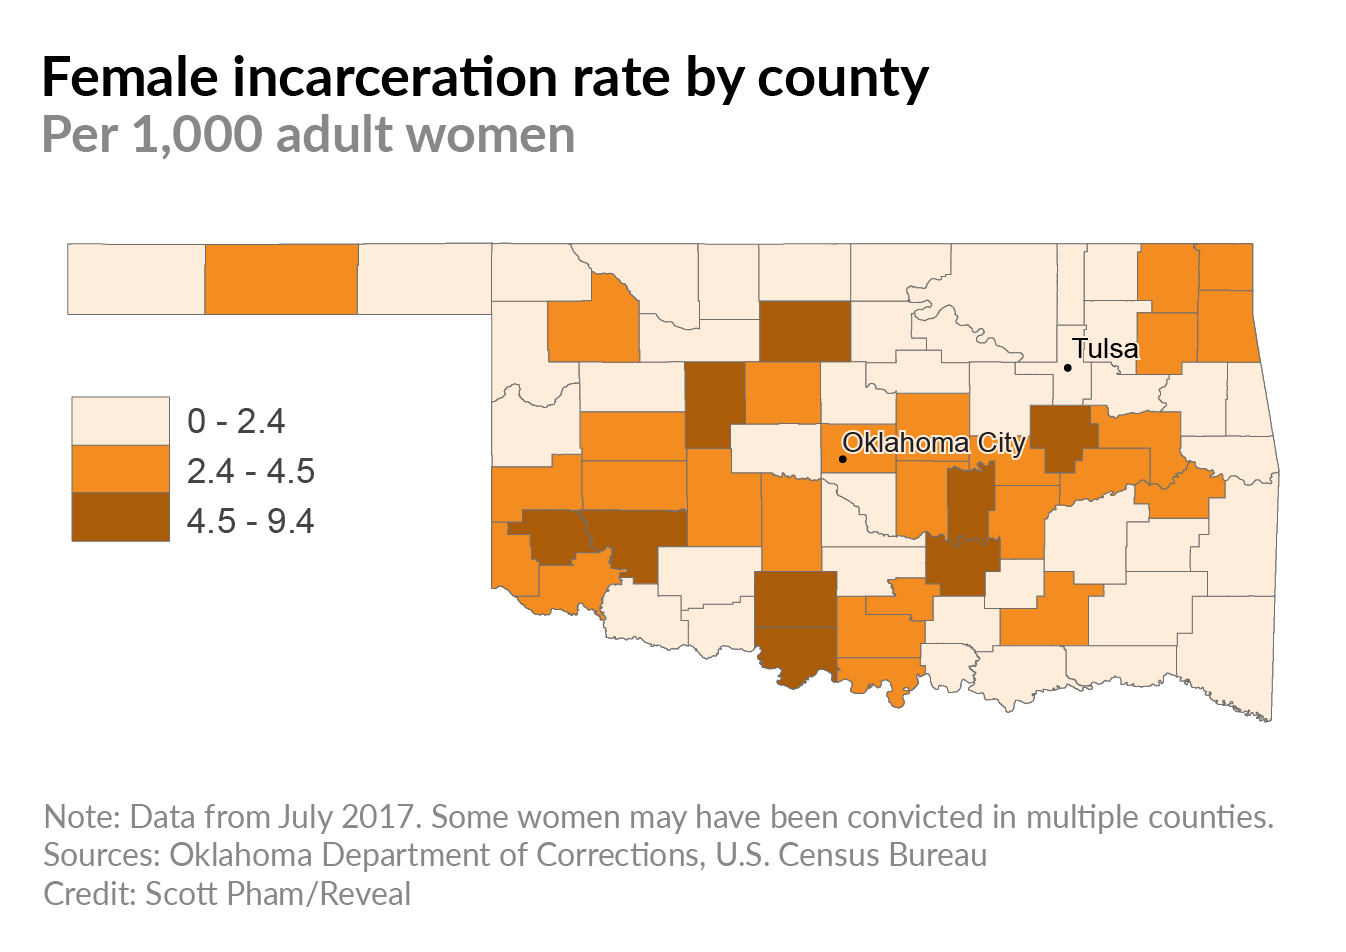 Female incarceration rate by county
Per 1,000 adult women
Tulsa
0 - 2.4
Oklahoma City
2.4 - 4.5
4.5 - 9.4
Note: Data from July 2017. Some women may have been convicted in multiple counties.
Sources: Oklahoma Department of Corrections, U.S. Census Bureau
Credit: Scott Pham/Reveal